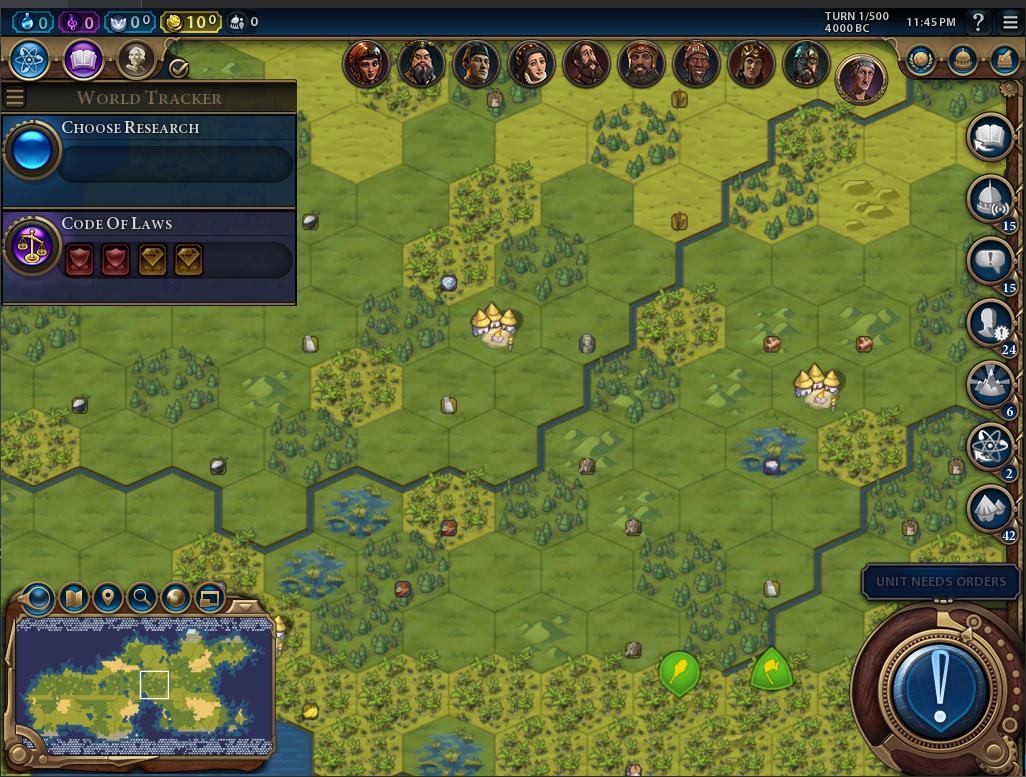 0 0 0⁰ 10⁰ 0
TURN 1/500
4000 BC
11:45 PM
?
WORLD TRACKER
CHOOSE RESEARCH
CODE OF LAWS
15
15
24
6
2
42
UNIT NEEDS ORDERS